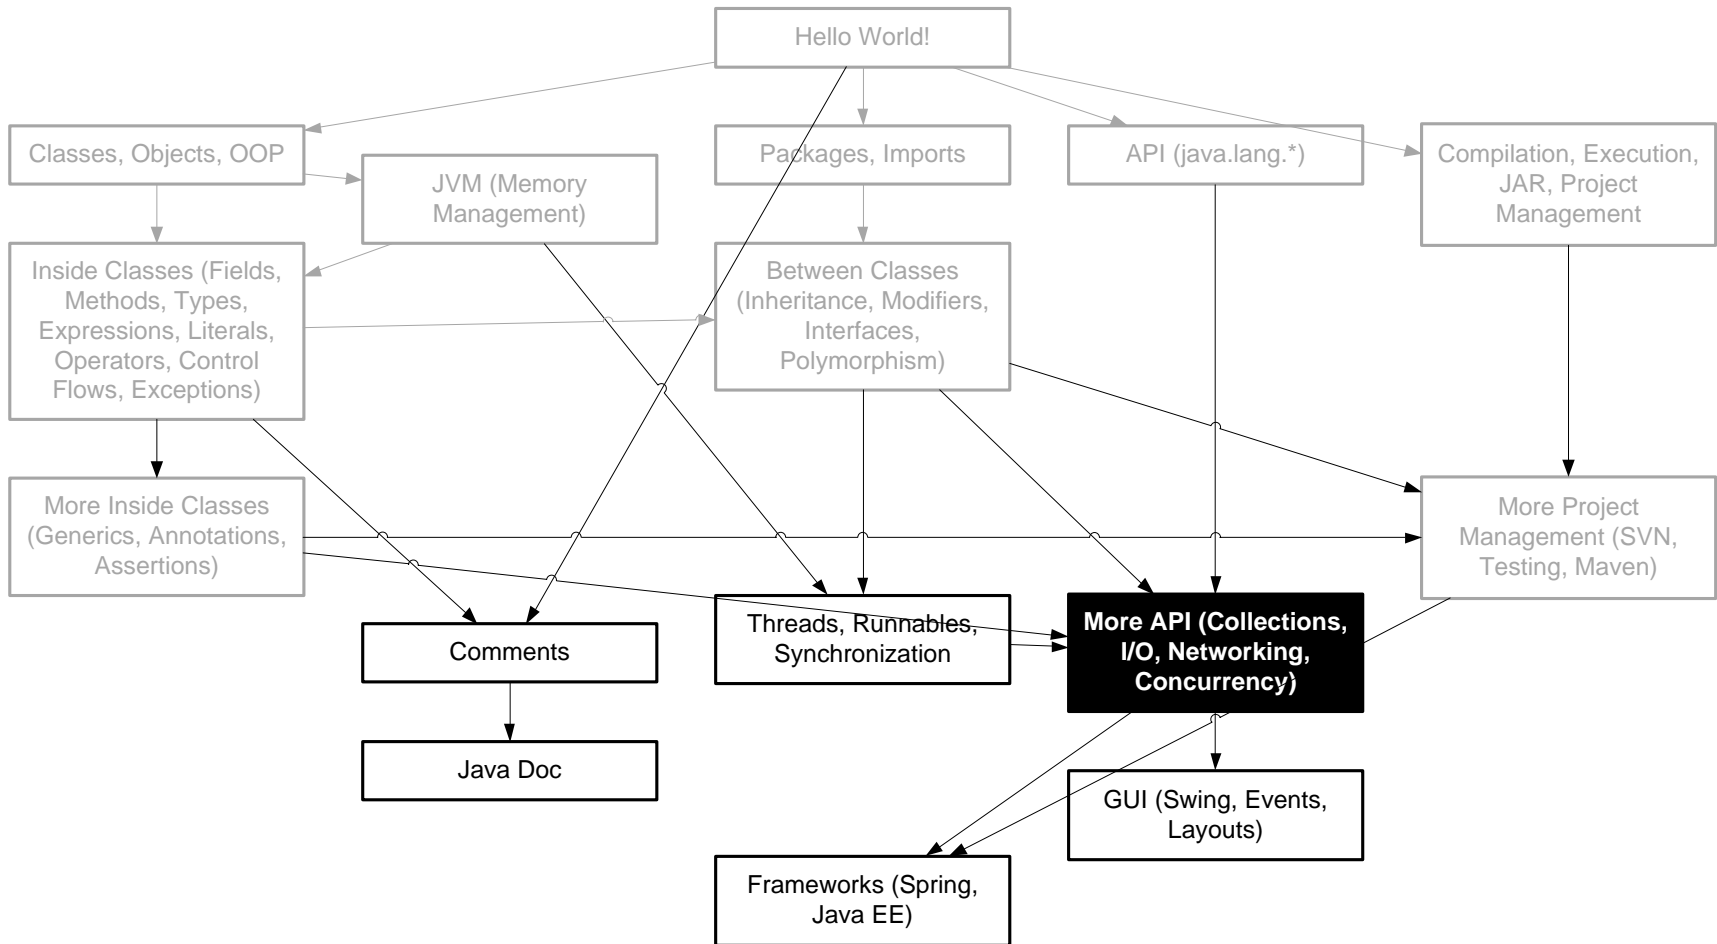 Hello World!
Classes, Objects, OOP
JVM (Memory
Management)
Packages, Imports
API (java.lang.*)
Compilation, Execution,
JAR, Project
Management
Inside Classes (Fields,
Methods, Types,
Expressions, Literals,
Operators, Control
Flows, Exceptions)
Between Classes
(Inheritance, Modifiers,
Interfaces,
Polymorphism)
More Inside Classes
(Generics, Annotations,
Assertions)
More Project
Management (SVN,
Testing, Maven)
Comments
Threads, Runnables,
Synchronization
More API (Collections,
I/O, Networking,
Concurrency)
Java Doc
GUI (Swing, Events,
Layouts)
Frameworks (Spring,
Java EE)